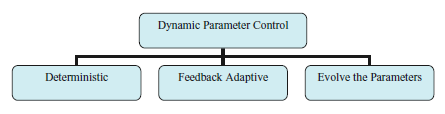 Dynamic Parameter Control
Deterministic
Feedback Adaptive
Evolve the Parameters